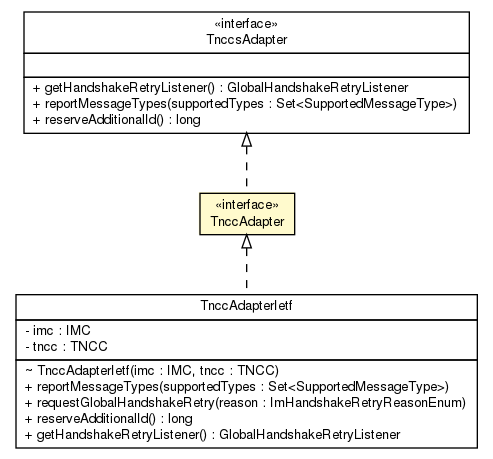 «interface»
TnccsAdapter
+ getHandshakeRetryListener() : GlobalHandshakeRetryListener
+ reportMessageTypes(supportedTypes : Set<SupportedMessageType>)
+ reserveAdditionalId() : long
«interface»
TnccAdapter
TnccAdapterIetf
- imc : IMC
- tncc : TNCC
~ TnccAdapterIetf(imc : IMC, tncc : TNCC)
+ reportMessageTypes(supportedTypes : Set<SupportedMessageType>)
+ requestGlobalHandshakeRetry(reason : ImHandshakeRetryReasonEnum)
+ reserveAdditionalId() : long
+ getHandshakeRetryListener() : GlobalHandshakeRetryListener